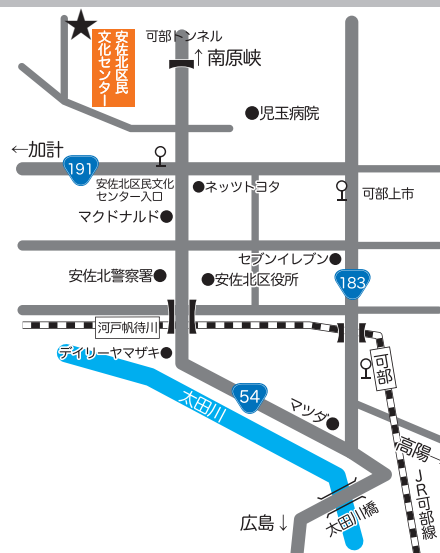 安佐北区民
文化センター
可部トンネル
↑南原峡
児玉病院
←加計
191
安佐北区民文化
センター入口
ネッツトヨタ
可部上市
マクドナルド
セブンイレブン
安佐北警察署
安佐北区役所
183
河戸帆待川
デイリーヤマザキ
可部
54
太田川
マツダ
高陽→
JR可部線
広島↓
太田川橋